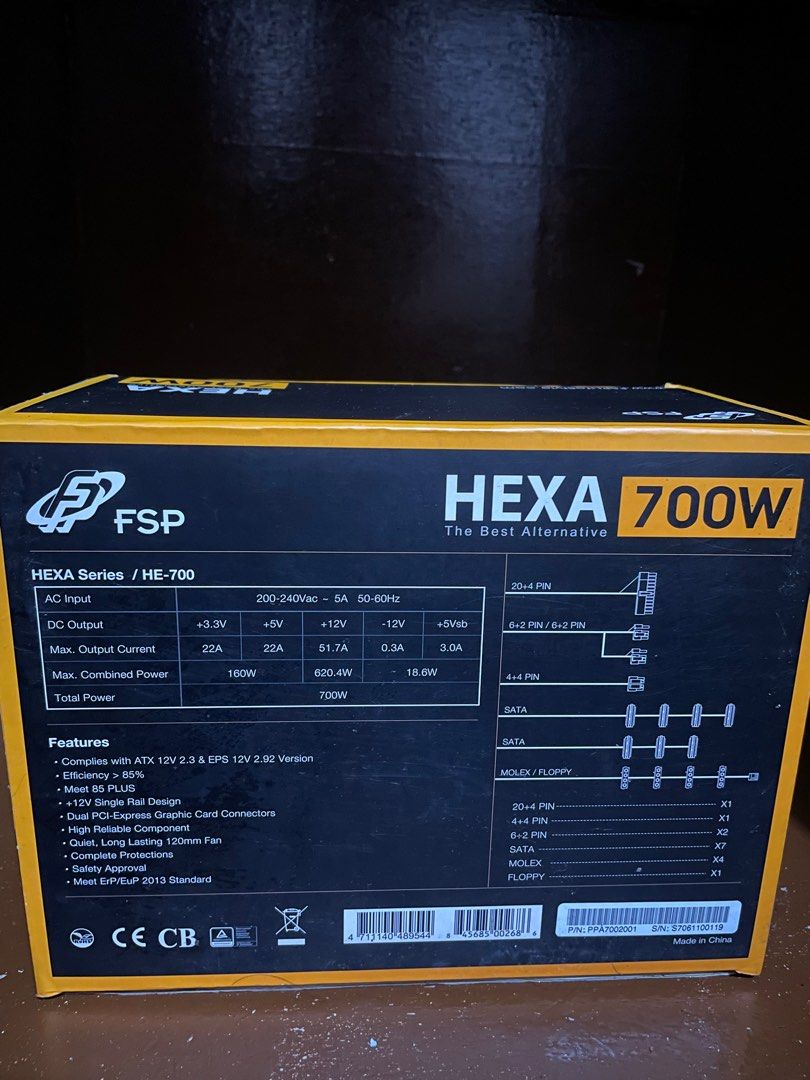 HEXA 700W
FSP
FSP
HEXA 700W
The Best Alternative
HEXA Series / HE-700
AC Input 200-240Vac ~ 5A 50-60Hz
DC Output +3.3V +5V +12V -12V +5Vsb
Max. Output Current 22A 22A 51.7A 0.3A 3.0A
Max. Combined Power 160W 620.4W 18.6W
Total Power 700W
Features
• Complies with ATX 12V 2.3 & EPS 12V 2.92 Version
• Efficiency > 85%
• Meet 85 PLUS
• +12V Single Rail Design
• Dual PCI-Express Graphic Card Connectors
• High Reliable Component
• Quiet, Long Lasting 120mm Fan
• Complete Protections
• Safety Approval
• Meet ErP/EuP 2013 Standard
20+4 PIN
6+2 PIN / 6+2 PIN
4+4 PIN
SATA
SATA
MOLEX / FLOPPY
20+4 PIN X1
4+4 PIN X1
6+2 PIN X2
SATA X7
MOLEX X4
FLOPPY X1
CE CB
4 711140 489544
8 45685 00268 6
P/N: PPA7002001 S/N: S7061100119
Made in China